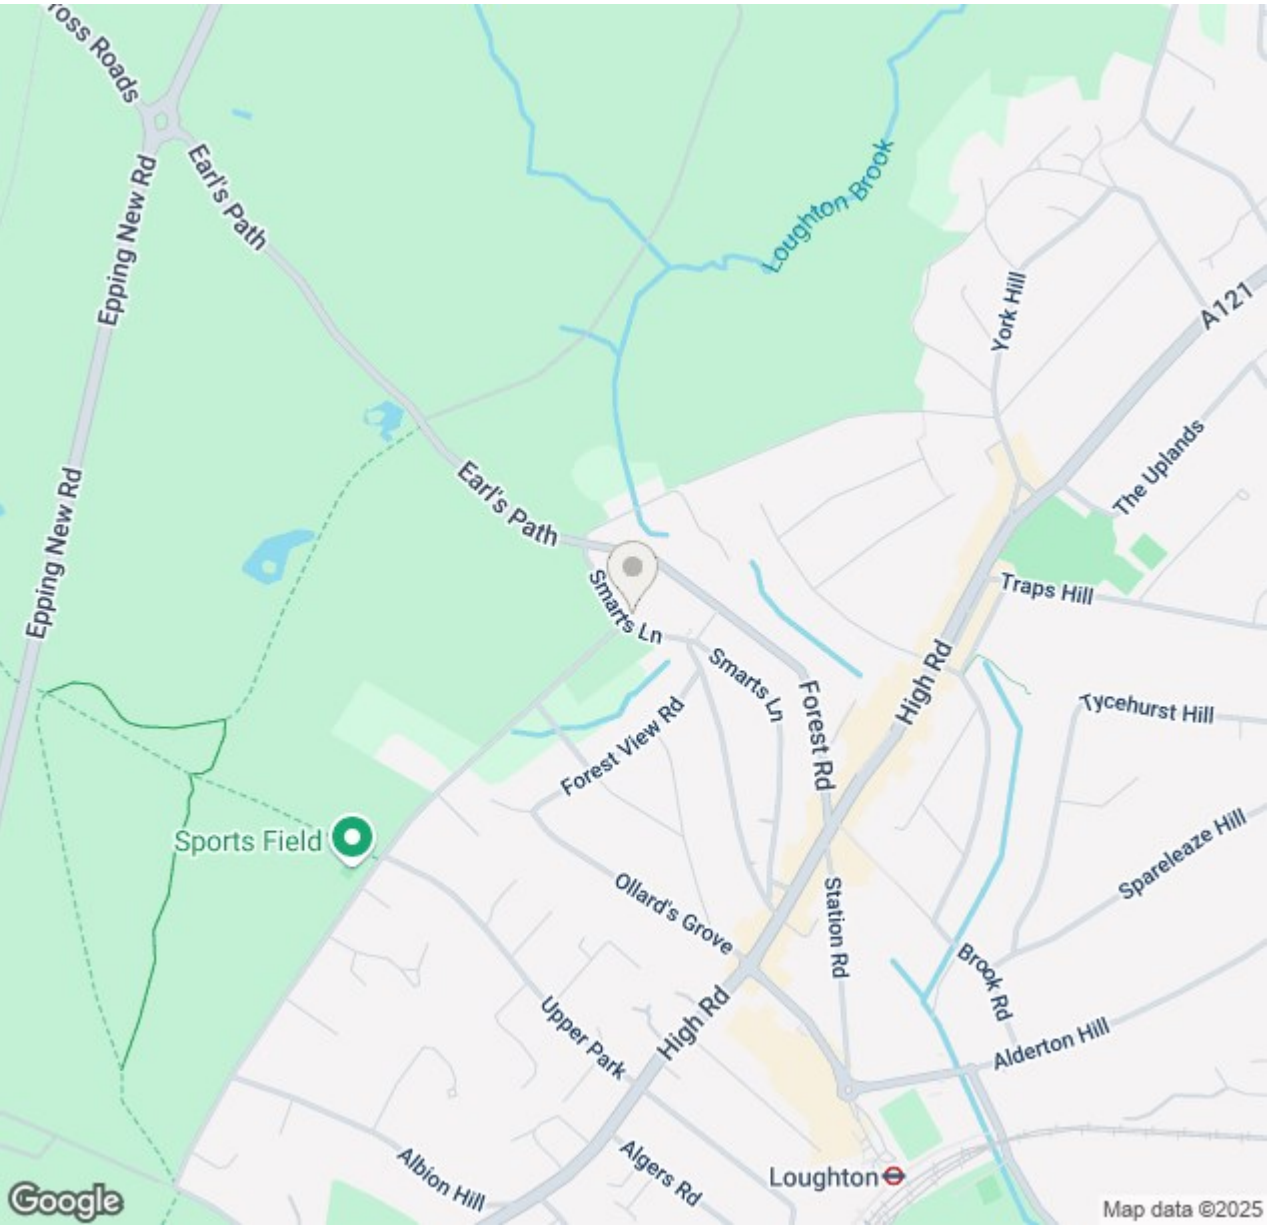 ross Roads
Earl's Path
Epping New Rd
Loughton Brook
York Hill
A121
Epping New Rd
Earl's Path
The Uplands
Smarts Ln
Traps Hill
Smarts Ln
High Rd
Forest Rd
Tycehurst Hill
Forest View Rd
Sports Field
Spareleaze Hill
Ollard's Grove
Station Rd
Brook Rd
Upper Park
High Rd
Alderton Hill
Albion Hill
Algers Rd
Loughton
Google
Map data ©2025